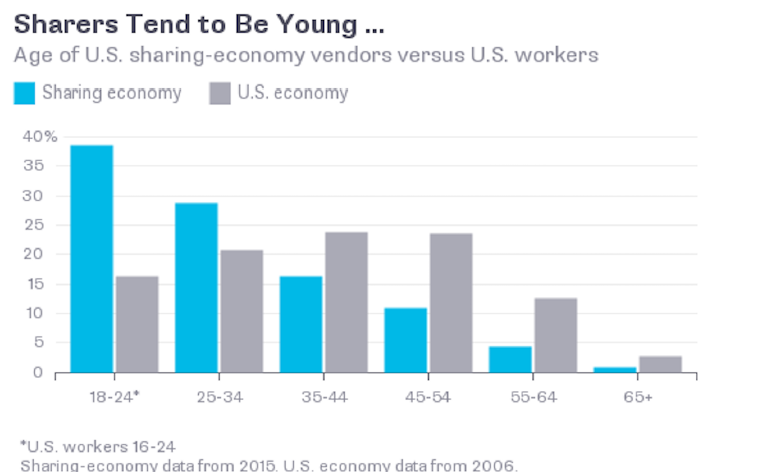 Sharers Tend to Be Young ...
Age of U.S. sharing-economy vendors versus U.S. workers
Sharing economy U.S. economy
40%
35
30
25
20
15
10
5
0
18-24* 25-34 35-44 45-54 55-64 65+
*U.S. workers 16-24
Sharing-economy data from 2015. U.S. economy data from 2006.